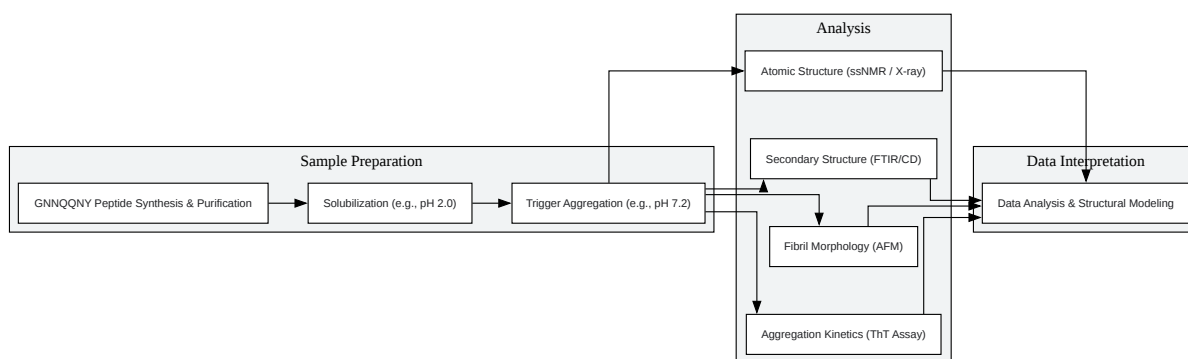 Sample Preparation
GNNQQNY Peptide Synthesis & Purification
Solubilization (e.g., pH 2.0)
Trigger Aggregation (e.g., pH 7.2)
Analysis
Atomic Structure (ssNMR / X-ray)
Secondary Structure (FTIR/CD)
Fibril Morphology (AFM)
Aggregation Kinetics (ThT Assay)
Data Interpretation
Data Analysis & Structural Modeling